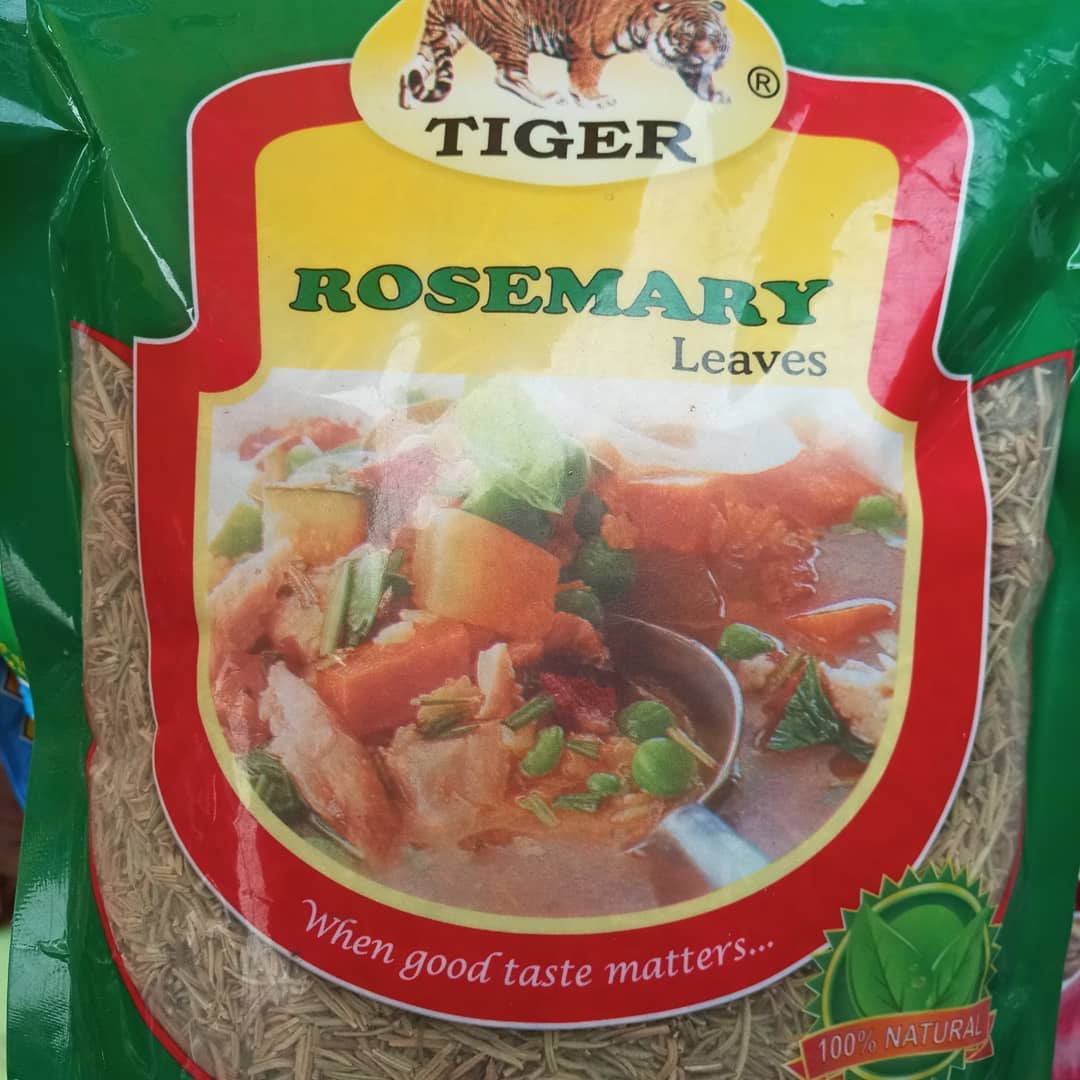 ®
TIGER
ROSEMARY
Leaves
When good taste matters...
100% NATURAL